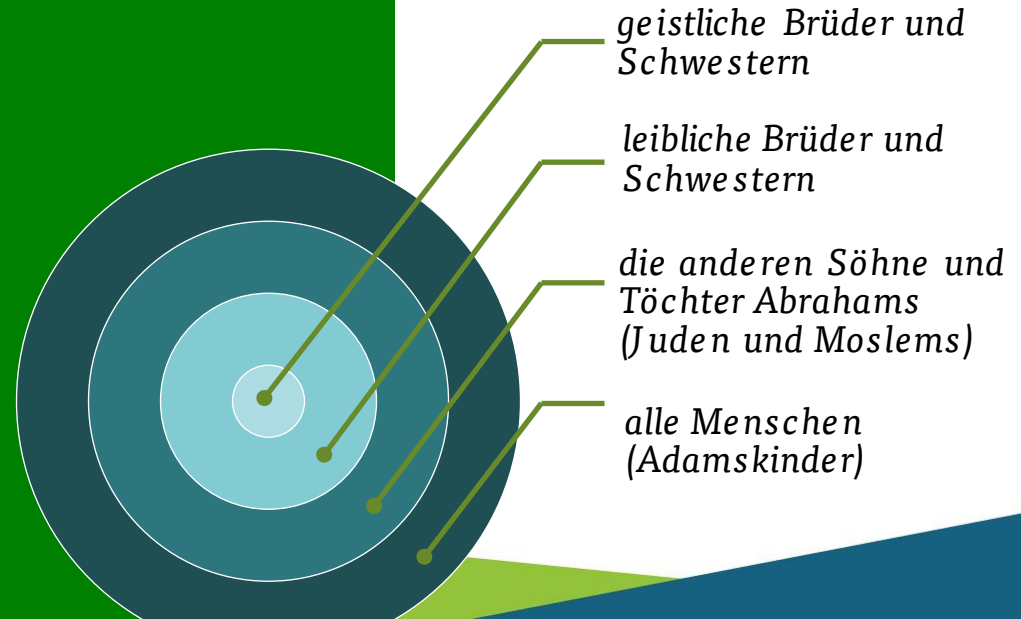 geistliche Brüder und
Schwestern
leibliche Brüder und
Schwestern
die anderen Söhne und
Töchter Abrahams
(Juden und Moslems)
alle Menschen
(Adamskinder)